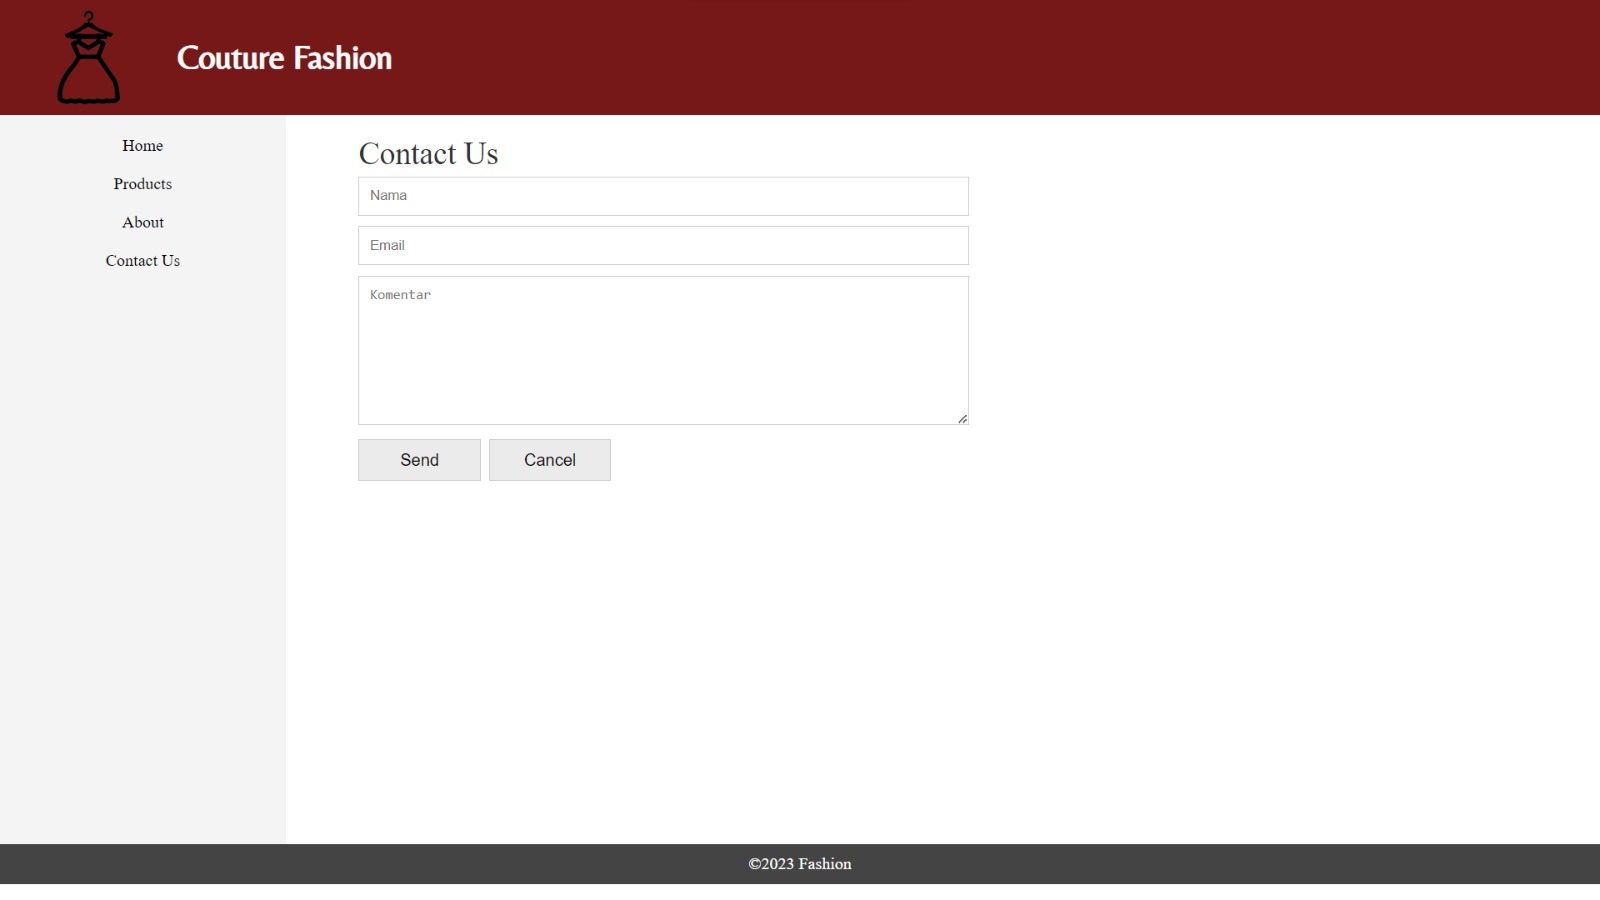 Couture Fashion
Home
Products
About
Contact Us
Contact Us
Nama
Email
Komentar
Send
Cancel
©2023 Fashion